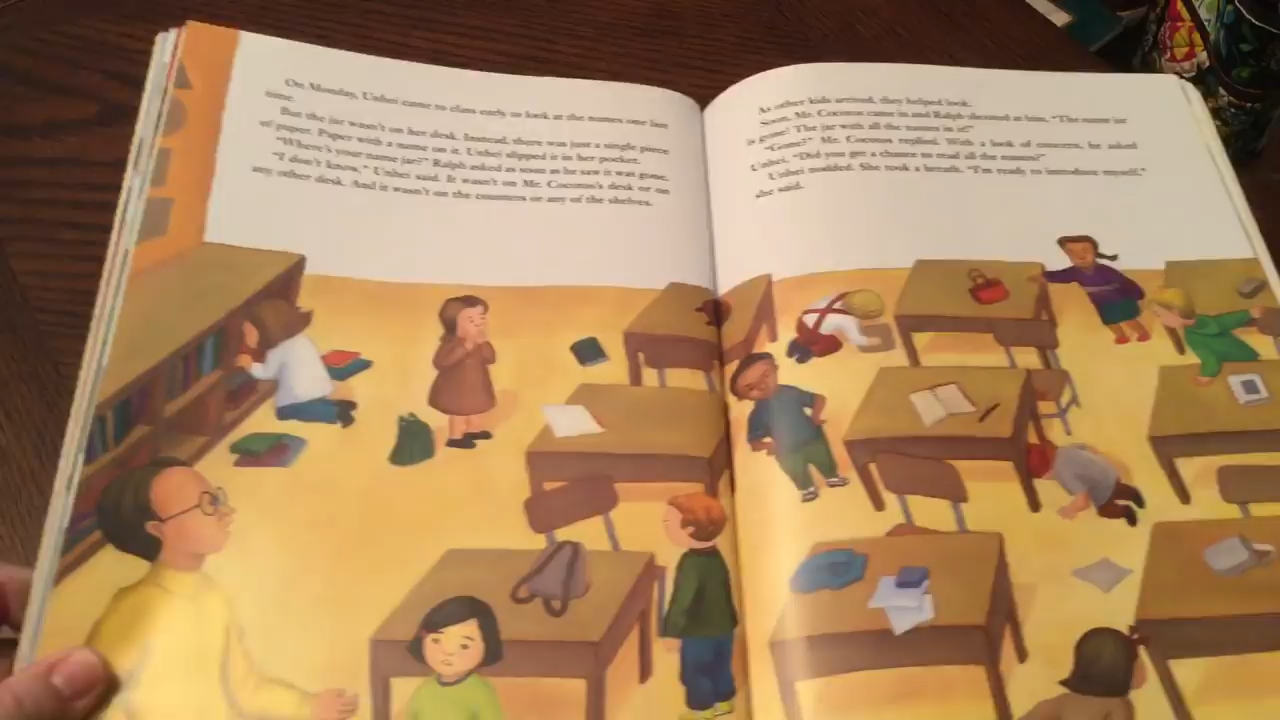 On Monday, Unhei came to class early to look at the names one last
time.
But the jar wasn't on her desk. Instead, there was just a single piece
of paper. Paper with a name on it. Unhei slipped it in her pocket.
"Where's your name jar?" Ralph asked as soon as he saw it was gone.
"I don't know," Unhei said. It wasn't on Mr. Cocotos's desk or on
any other desk. And it wasn't on the counters or any of the shelves.
As other kids arrived, they helped look.
Soon, Mr. Cocotos came in and Ralph shouted at him, "The name jar
is gone! The jar with all the names in it!"
"Gone?" Mr. Cocotos replied. With a look of concern, he asked
Unhei, "Did you get a chance to read all the names?"
Unhei nodded. She took a breath. "I'm ready to introduce myself,"
she said.